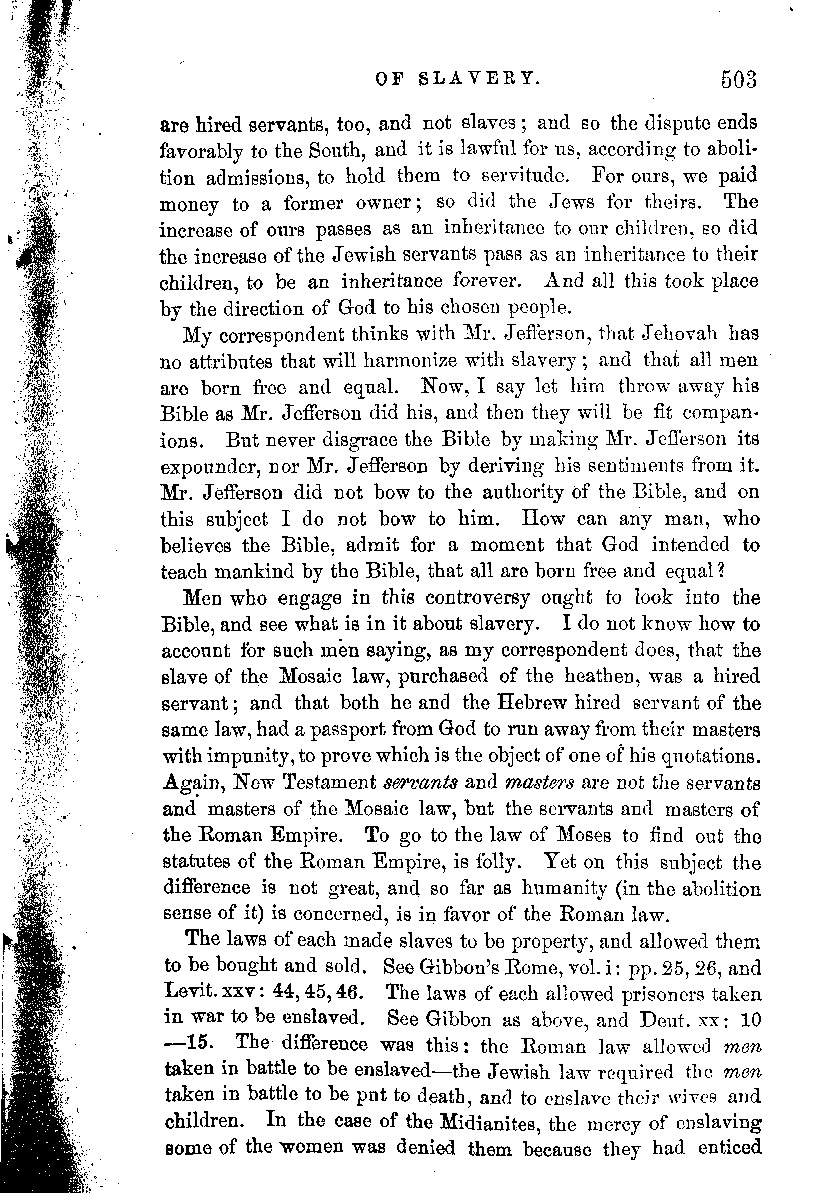 OF SLAVERY. 503
are hired servants, too, and not slaves; and so the dispute ends
favorably to the South, and it is lawful for us, according to aboli-
tion admissions, to hold them to servitude. For ours, we paid
money to a former owner; so did the Jews for theirs. The
increase of ours passes as an inheritance to our children, so did
the increase of the Jewish servants pass as an inheritance to their
children, to be an inheritance forever. And all this took place
by the direction of God to his chosen people.
My correspondent thinks with Mr. Jefferson, that Jehovah has
no attributes that will harmonize with slavery; and that all men
are born free and equal. Now, I say let him throw away his
Bible as Mr. Jefferson did his, and then they will be fit compan-
ions. But never disgrace the Bible by making Mr. Jefferson its
expounder, nor Mr. Jefferson by deriving his sentiments from it.
Mr. Jefferson did not bow to the authority of the Bible, and on
this subject I do not bow to him. How can any man, who
believes the Bible, admit for a moment that God intended to
teach mankind by the Bible, that all are born free and equal?
Men who engage in this controversy ought to look into the
Bible, and see what is in it about slavery. I do not know how to
account for such men saying, as my correspondent does, that the
slave of the Mosaic law, purchased of the heathen, was a hired
servant; and that both he and the Hebrew hired servant of the
same law, had a passport from God to run away from their masters
with impunity, to prove which is the object of one of his quotations.
Again, New Testament servants and masters are not the servants
and masters of the Mosaic law, but the servants and masters of
the Roman Empire. To go to the law of Moses to find out the
statutes of the Roman Empire, is folly. Yet on this subject the
difference is not great, and so far as humanity (in the abolition
sense of it) is concerned, is in favor of the Roman law.
The laws of each made slaves to be property, and allowed them
to be bought and sold. See Gibbon's Rome, vol. i: pp. 25, 26, and
Levit. xxv: 44, 45, 46. The laws of each allowed prisoners taken
in war to be enslaved. See Gibbon as above, and Deut. xx: 10
—15. The difference was this: the Roman law allowed men
taken in battle to be enslaved—the Jewish law required the men
taken in battle to be put to death, and to enslave their wives and
children. In the case of the Midianites, the mercy of enslaving
some of the women was denied them because they had enticed